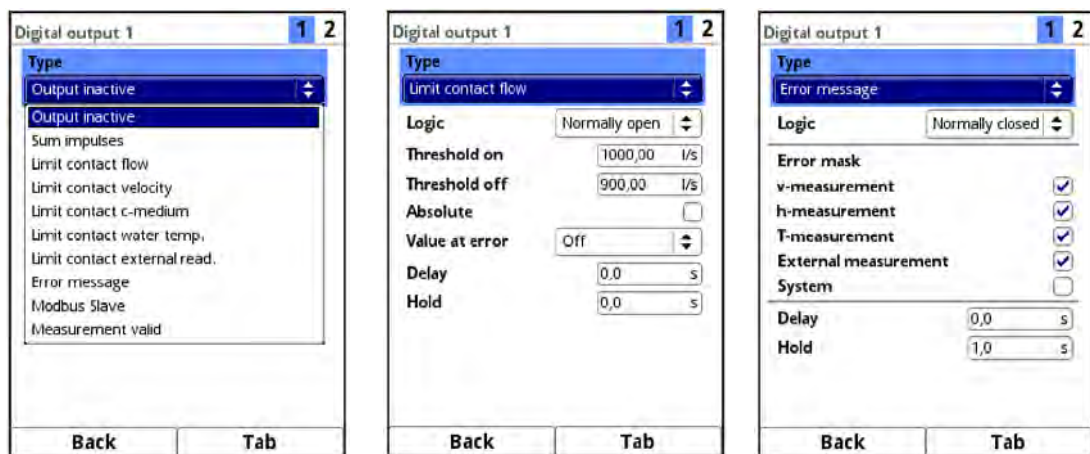 Digital output 1 1 2
Type
Output inactive
Output inactive
Sum impulses
Limit contact flow
Limit contact velocity
Limit contact c-medium
Limit contact water temp.
Limit contact external read.
Error message
Modbus Slave
Measurement valid
Back Tab
Digital output 1 1 2
Type
Limit contact flow
Logic Normally open
Threshold on 1000,00 l/s
Threshold off 900,00 l/s
Absolute
Value at error Off
Delay 0,0 s
Hold 0,0 s
Back Tab
Digital output 1 1 2
Type
Error message
Logic Normally closed
Error mask
v-measurement
h-measurement
T-measurement
External measurement
System
Delay 0,0 s
Hold 1,0 s
Back Tab